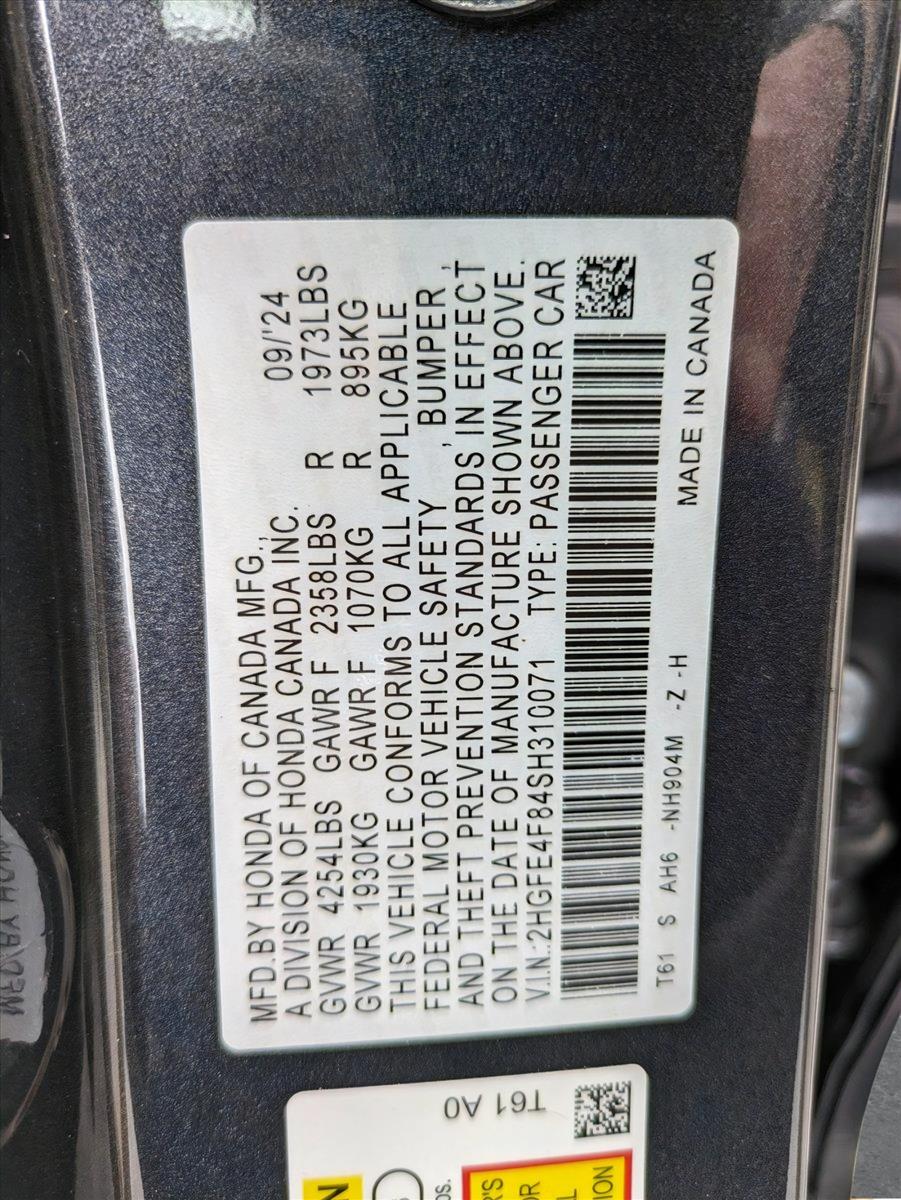 MFD.BY HONDA OF CANADA MFG., 09/'24
A DIVISION OF HONDA CANADA INC.
GVWR 4254LBS GAWR F 2358LBS R 1973LBS
GVWR 1930KG GAWR F 1070KG R 895KG
THIS VEHICLE CONFORMS TO ALL APPLICABLE
FEDERAL MOTOR VEHICLE SAFETY , BUMPER ,
AND THEFT PREVENTION STANDARDS IN EFFECT
ON THE DATE OF MANUFACTURE SHOWN ABOVE.
V.I.N.:2HGFE4F84SH310071 TYPE: PASSENGER CAR
T61 S AH6 -NH904M -Z -H
MADE IN CANADA
T61 A0